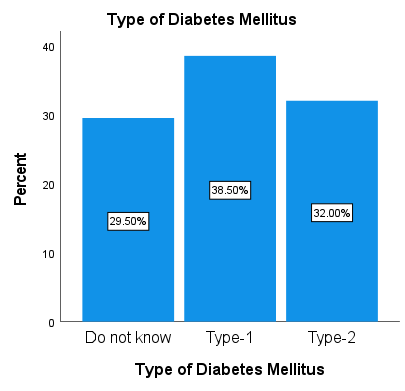 Type of Diabetes Mellitus
Percent
40
30
20
10
0
29.50%
38.50%
32.00%
Do not know
Type-1
Type-2
Type of Diabetes Mellitus